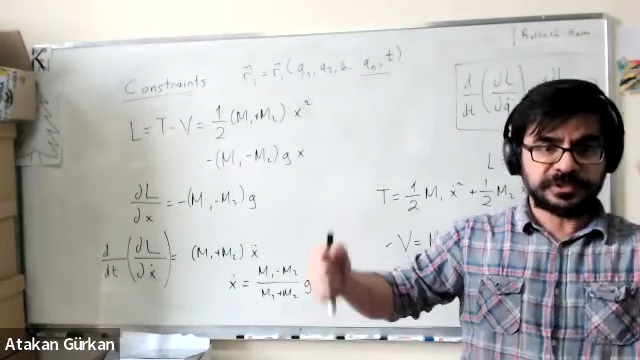 Constraints
r⃗ᵢ = r⃗ᵢ (q₁, q₂, & qₙ, t)
L = T - V = 1/2 (M₁+M₂) ẋ²
-(M₁-M₂) g x
∂L/∂x = -(M₁-M₂) g
d/dt (∂L/∂ẋ) = (M₁+M₂) ẍ
ẍ = (M₁-M₂)/(M₁+M₂) g
d/dt (∂L/∂q̇)
L =
T = 1/2 M₁ ẋ² + 1/2 M₂
- V =
Atakan Gürkan